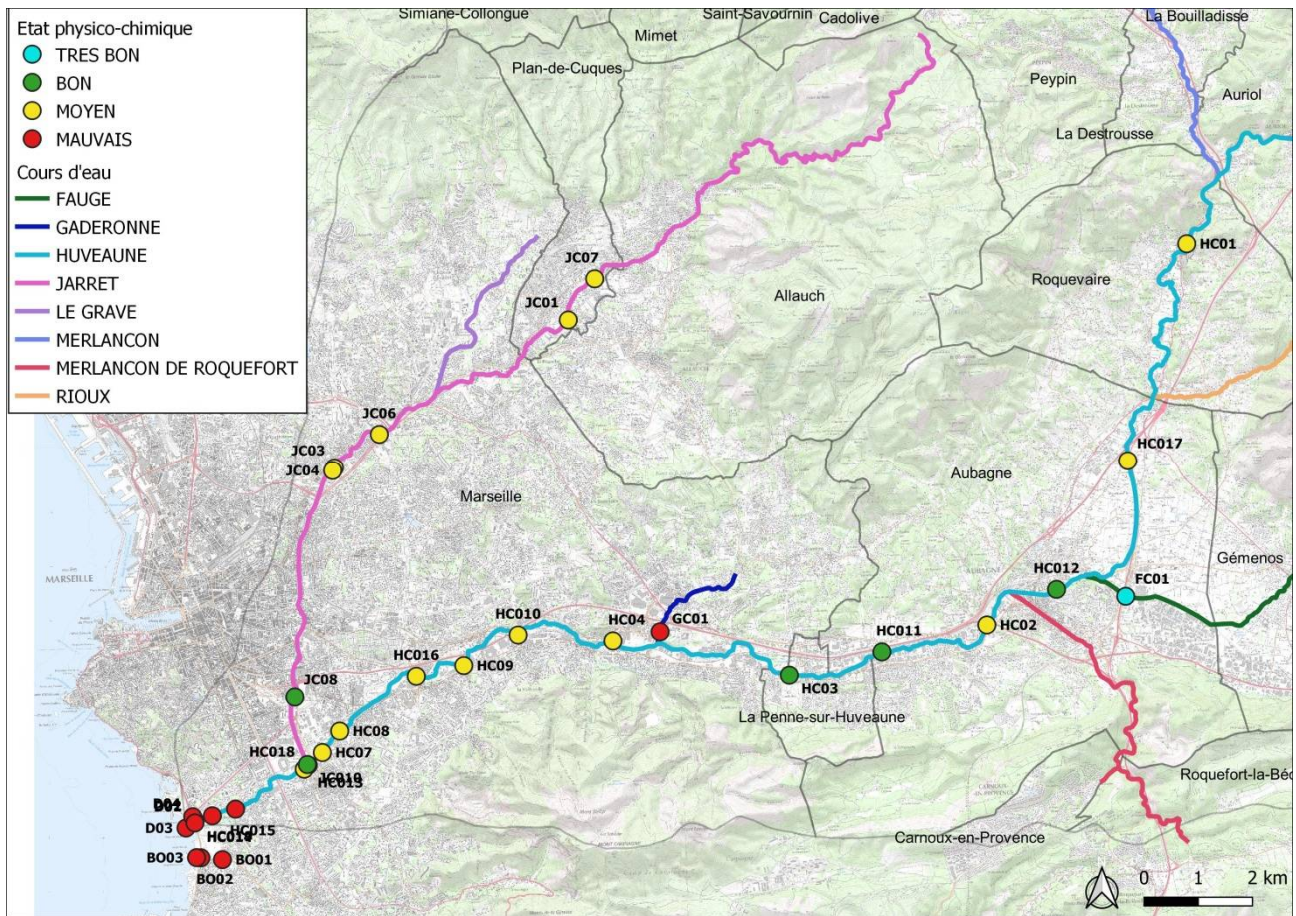 Etat physico-chimique
TRES BON
BON
MOYEN
MAUVAIS
Cours d'eau
FAUGE
GADERONNE
HUVEAUNE
JARRET
LE GRAVE
MERLANCON
MERLANCON DE ROQUEFORT
RIOUX
Simiane-Collongue
Saint-Savournin
Cadolive
La Bouilladisse
Mimet
Plan-de-Cuques
Peypin
Auriol
La Destrousse
HC01
JC07
Roquevaire
Allauch
JC01
JC06
JC03
JC04
HC017
Aubagne
Marseille
Gémenos
MARSEILLE
AUBAGNE
HC012
FC01
HC010
HC04
GC01
HC02
HC011
HC016
HC09
HC03
JC08
La Penne-sur-Huveaune
HC08
HC018
HC07
HC013
Roquefort-la-Béd
D03
HC015
Carnoux-en-Provence
BO03
BO01
BO02
0 1 2 km